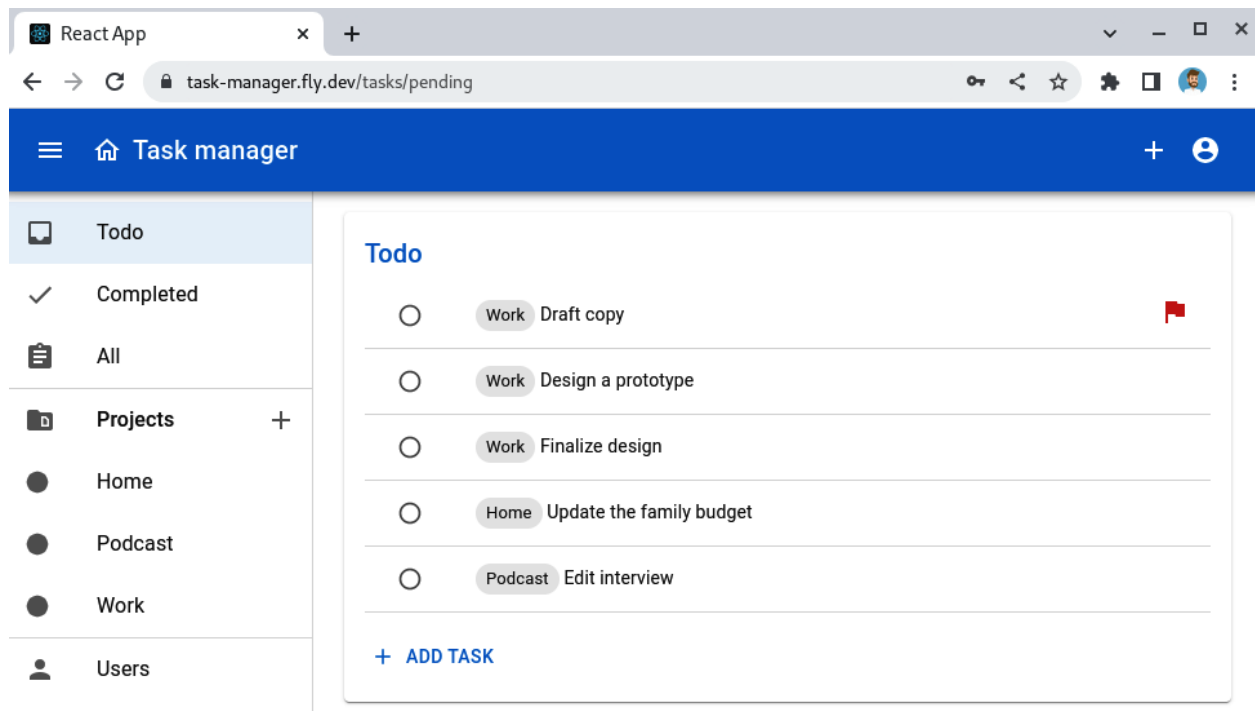 React App
task-manager.fly.dev/tasks/pending
Task manager
Todo
Completed
All
Projects
Home
Podcast
Work
Users
Todo
Work Draft copy
Work Design a prototype
Work Finalize design
Home Update the family budget
Podcast Edit interview
+ ADD TASK